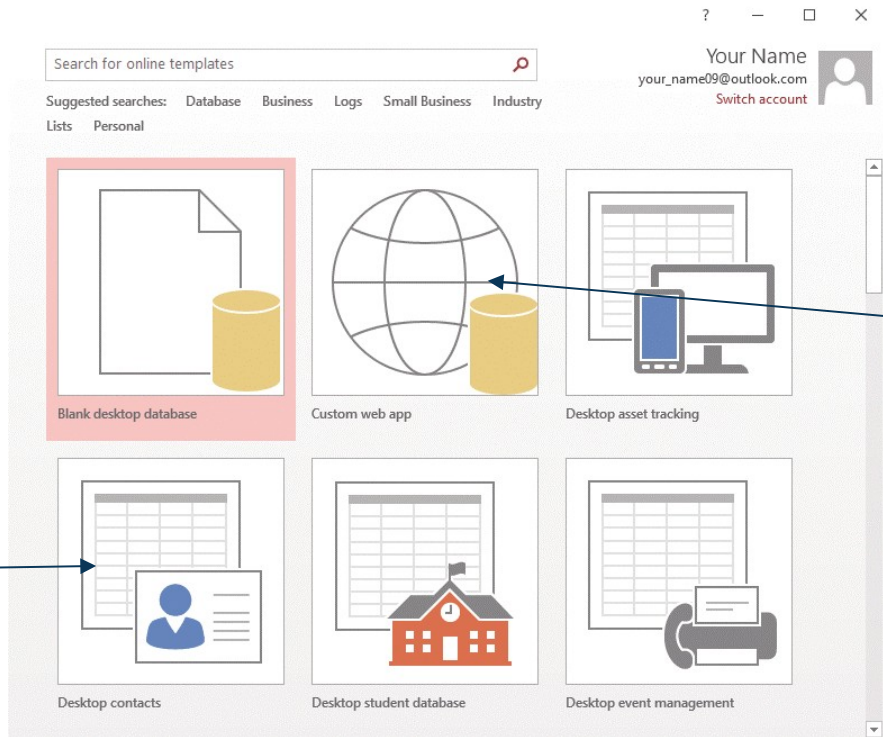 ?
Search for online templates
Your Name
your_name09@outlook.com
Switch account
Suggested searches: Database Business Logs Small Business Industry
Lists Personal
Blank desktop database
Custom web app
Desktop asset tracking
Desktop contacts
Desktop student database
Desktop event management